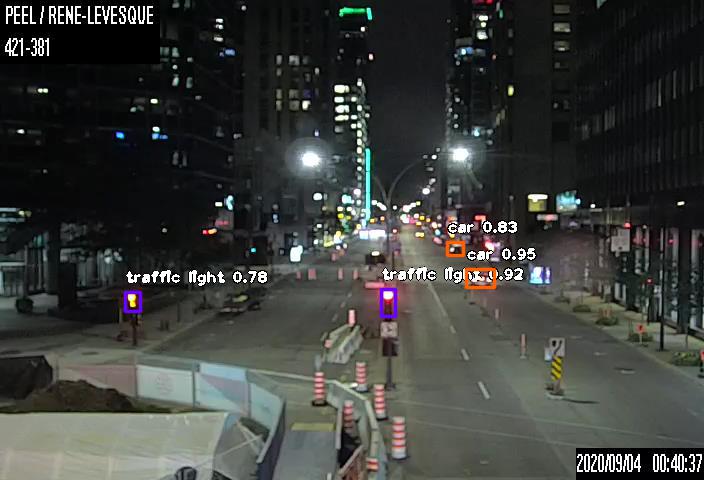 PEEL / RENE-LEVESQUE
421-381
car 0.83
car 0.95
traffic light 0.78
traffic light 0.92
2020/09/04 00:40:37